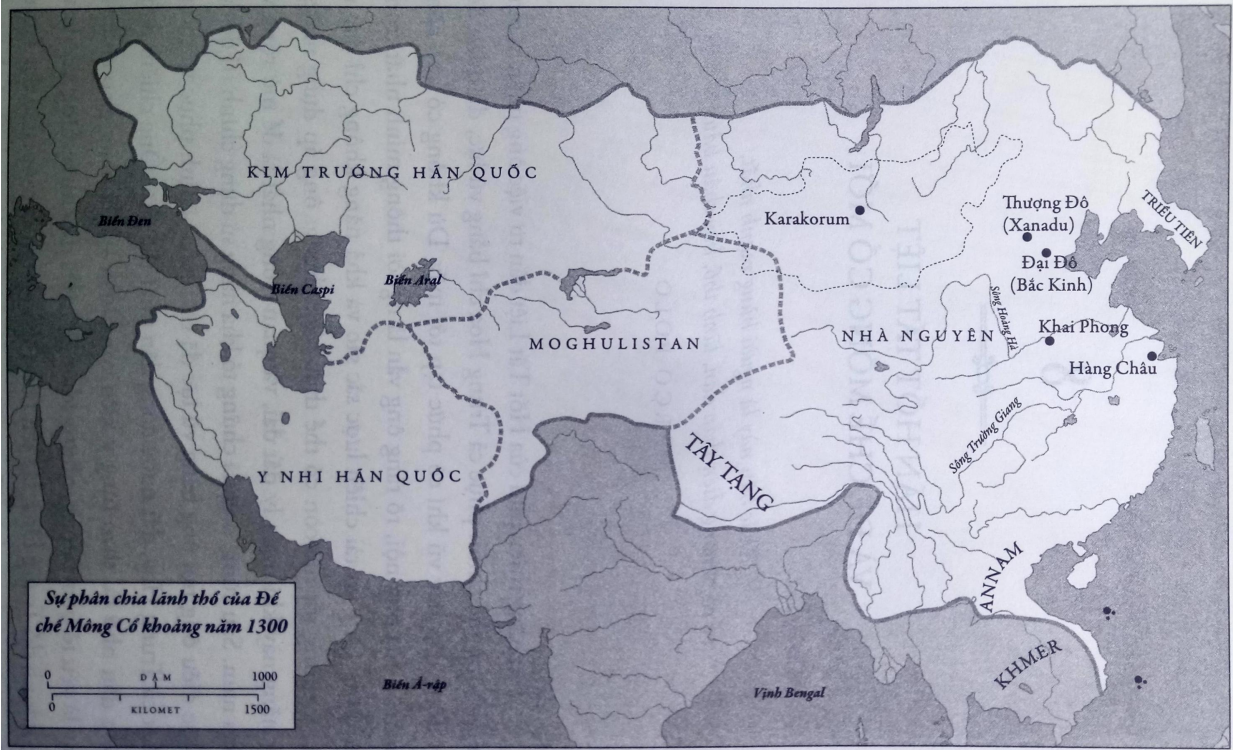 KIM TRƯỚNG HÃN QUỐC
Biển Đen
Biển Caspi
Biển Aral
Karakorum
Thượng Đô
(Xanadu)
Đại Đô
(Bắc Kinh)
TRIỀU TIÊN
Sông Hoàng Hà
NHÀ NGUYÊN
Khai Phong
Hàng Châu
MOGHULISTAN
Sông Trường Giang
TÂY TẠNG
Y NHI HÃN QUỐC
ANNAM
KHMER
Sự phân chia lãnh thổ của Đế
chế Mông Cổ khoảng năm 1300
0 DẶM 1000
0 KILOMET 1500
Biển Ả-rập
Vịnh Bengal